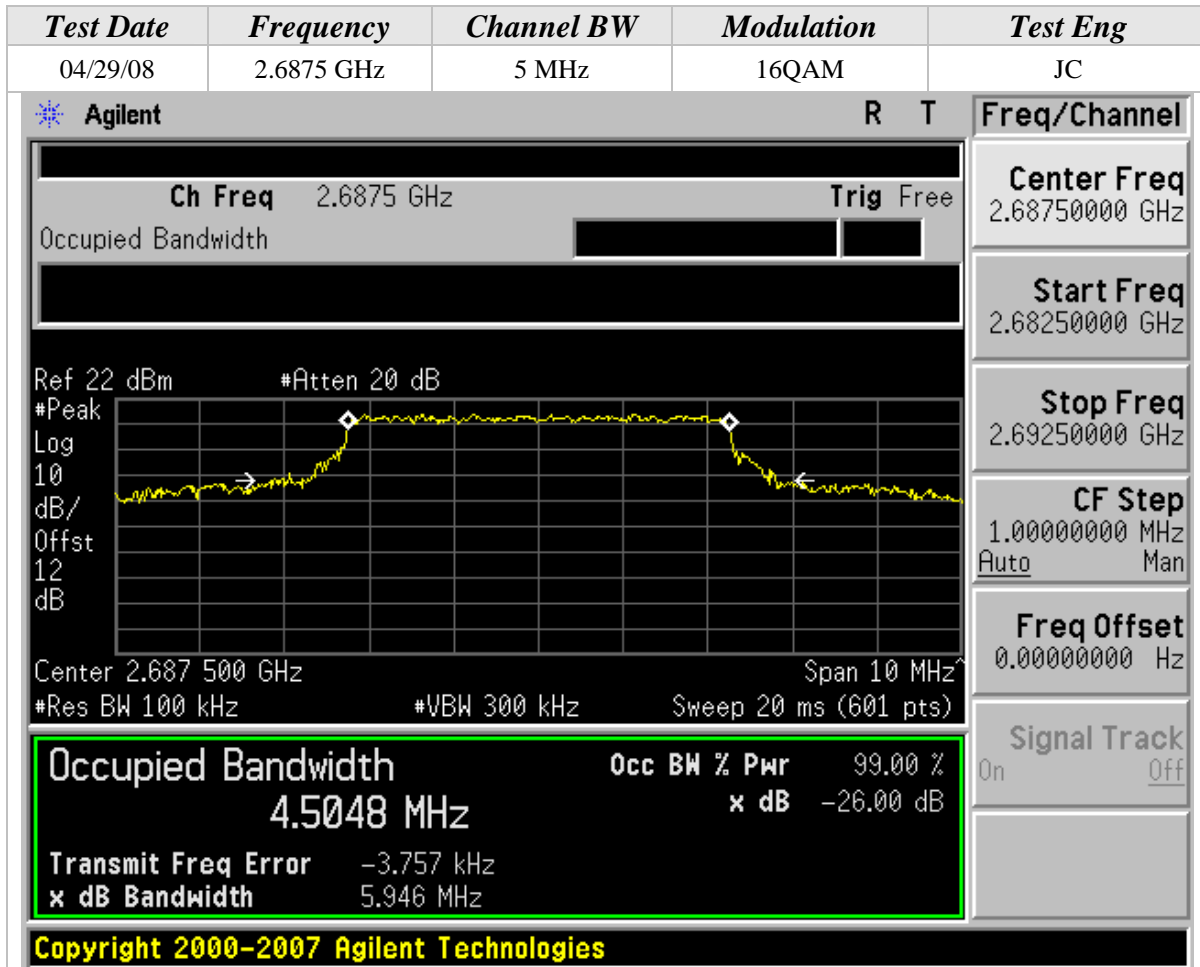 Test Date Frequency Channel BW Modulation Test Eng
04/29/08 2.6875 GHz 5 MHz 16QAM JC
Agilent R T Freq/Channel
Ch Freq 2.6875 GHz Trig Free
Occupied Bandwidth
Center Freq
2.68750000 GHz
Start Freq
2.68250000 GHz
Stop Freq
2.69250000 GHz
CF Step
1.00000000 MHz
Auto Man
Freq Offset
0.00000000 Hz
Signal Track
On Off
Ref 22 dBm #Atten 20 dB
#Peak
Log
10
dB/
Offst
12
dB
Center 2.687 500 GHz Span 10 MHz^
#Res BW 100 kHz #VBW 300 kHz Sweep 20 ms (601 pts)
Occupied Bandwidth Occ BW % Pwr 99.00 %
4.5048 MHz x dB -26.00 dB
Transmit Freq Error -3.757 kHz
x dB Bandwidth 5.946 MHz
Copyright 2000-2007 Agilent Technologies